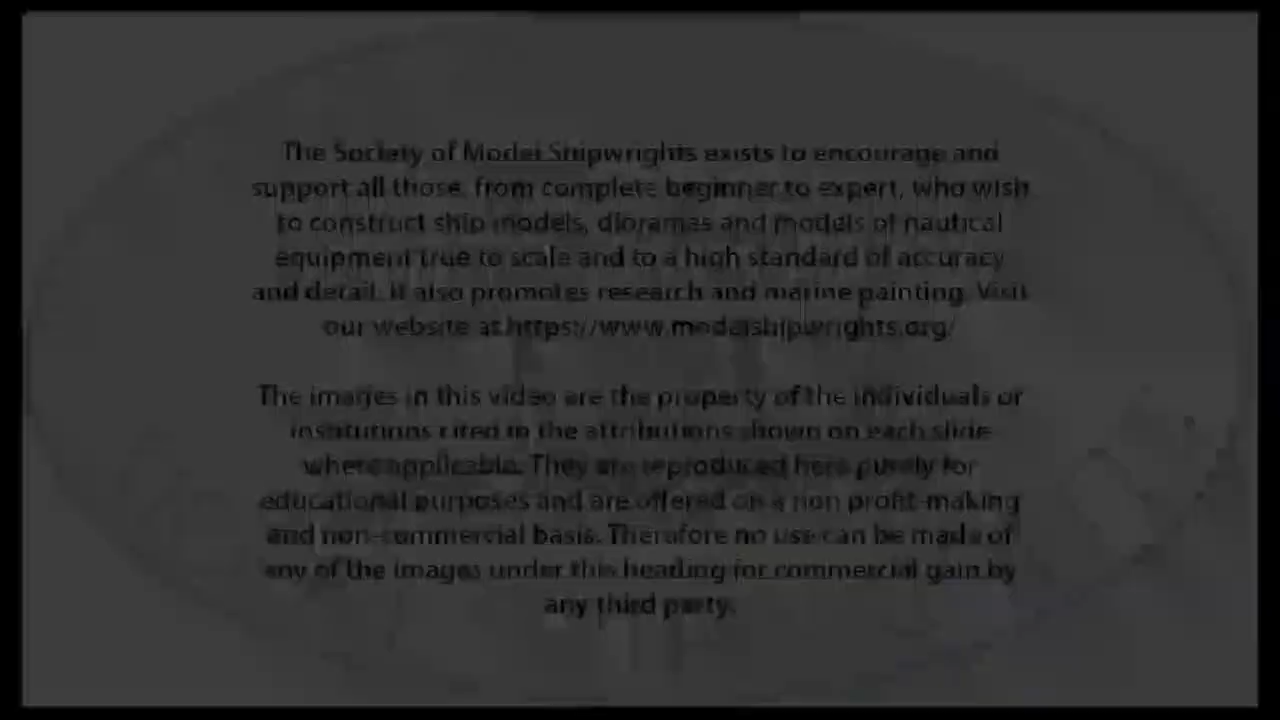 The Society of Model Shipwrights exists to encourage and
support all those, from complete beginner to expert, who wish
to construct ship models, dioramas and models of nautical
equipment true to scale and to a high standard of accuracy
and detail. It also promotes research and marine painting. Visit
our website at https://www.modelshipwrights.org/
The images in this video are the property of the individuals or
institutions cited in the attributions shown on each slide
where applicable. They are reproduced here purely for
educational purposes and are offered on a non profit-making
and non-commercial basis. Therefore no use can be made of
any of the images under this heading for commercial gain by
any third party.